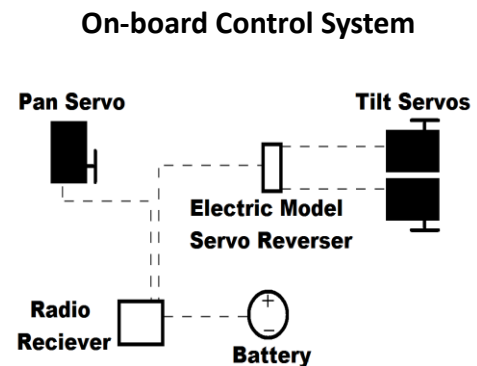 On-board Control System
Pan Servo
Tilt Servos
Electric Model
Servo Reverser
Radio
Reciever
+
−
Battery